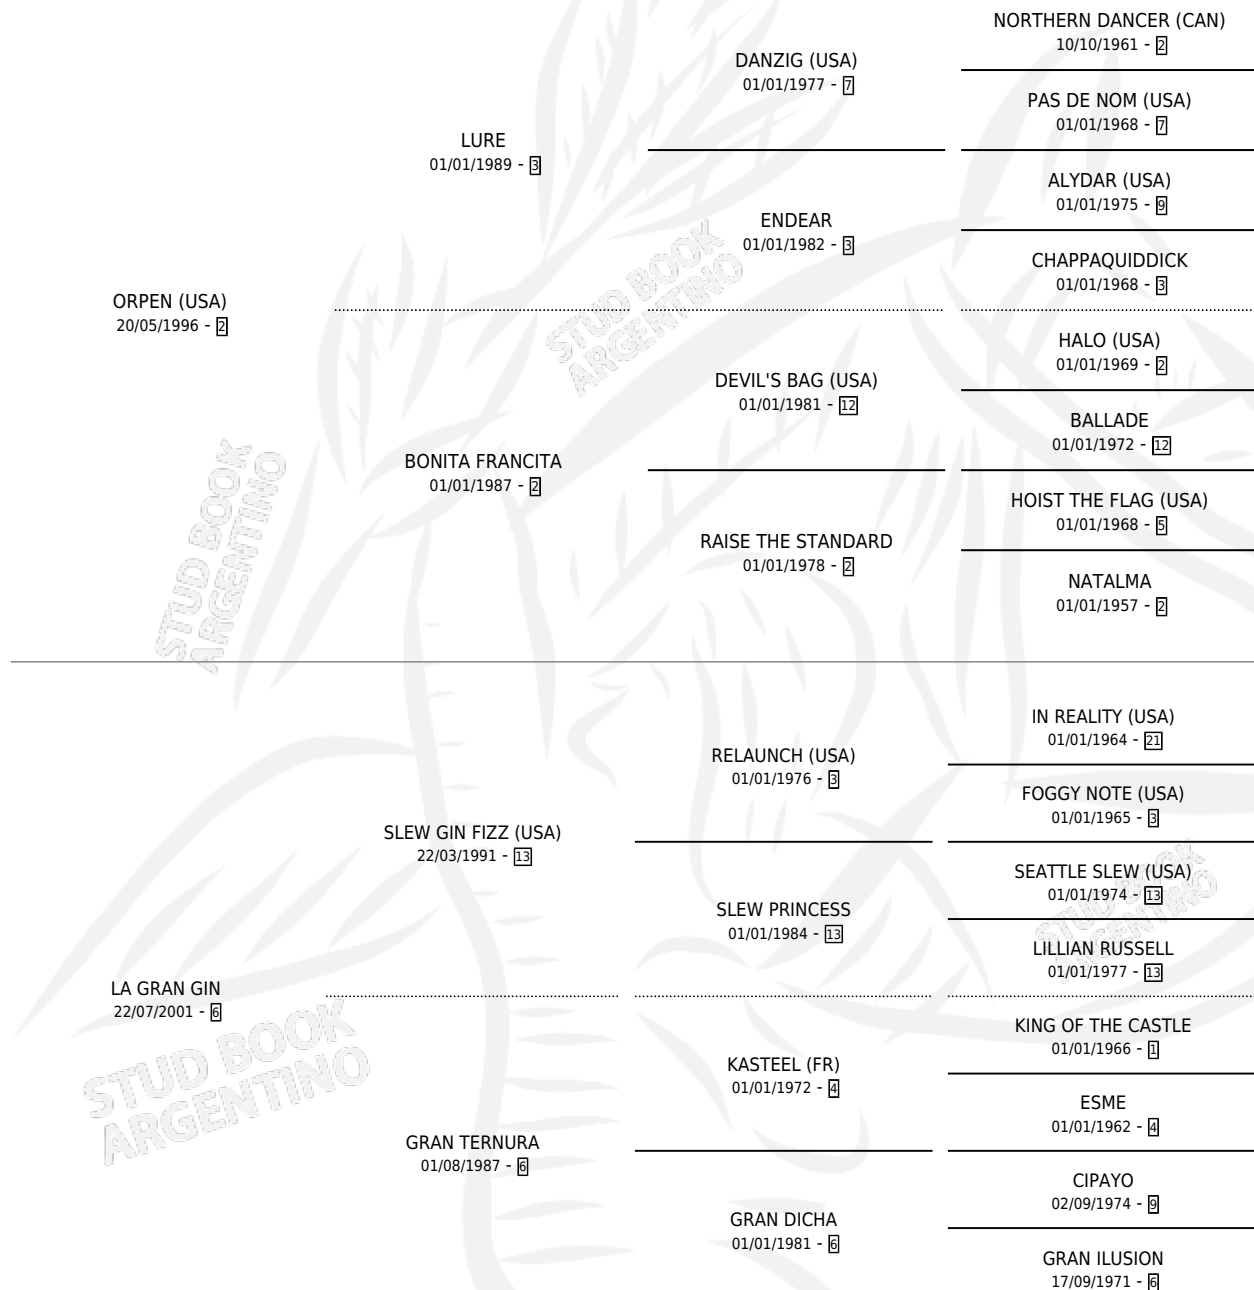 NORTHERN DANCER (CAN)
10/10/1961 - 2
DANZIG (USA)
01/01/1977 - 7
PAS DE NOM (USA)
01/01/1968 - 7
LURE
01/01/1989 - 3
ALYDAR (USA)
01/01/1975 - 9
ENDEAR
01/01/1982 - 3
CHAPPAQUIDDICK
01/01/1968 - 3
ORPEN (USA)
20/05/1996 - 2
HALO (USA)
01/01/1969 - 2
DEVIL'S BAG (USA)
01/01/1981 - 12
BALLADE
01/01/1972 - 12
BONITA FRANCITA
01/01/1987 - 2
HOIST THE FLAG (USA)
01/01/1968 - 5
RAISE THE STANDARD
01/01/1978 - 2
NATALMA
01/01/1957 - 2
STUD BOOK
ARGENTINO
STUD BOOK
ARGENTINO
IN REALITY (USA)
01/01/1964 - 21
RELAUNCH (USA)
01/01/1976 - 3
FOGGY NOTE (USA)
01/01/1965 - 3
SLEW GIN FIZZ (USA)
22/03/1991 - 13
SEATTLE SLEW (USA)
01/01/1974 - 13
SLEW PRINCESS
01/01/1984 - 13
LILLIAN RUSSELL
01/01/1977 - 13
LA GRAN GIN
22/07/2001 - 6
KING OF THE CASTLE
01/01/1966 - 1
KASTEEL (FR)
01/01/1972 - 4
ESME
01/01/1962 - 4
GRAN TERNURA
01/08/1987 - 6
CIPAYO
02/09/1974 - 9
GRAN DICHA
01/01/1981 - 6
GRAN ILUSION
17/09/1971 - 6
STUD BOOK
ARGENTINO
STUD BOOK
ARGENTINO